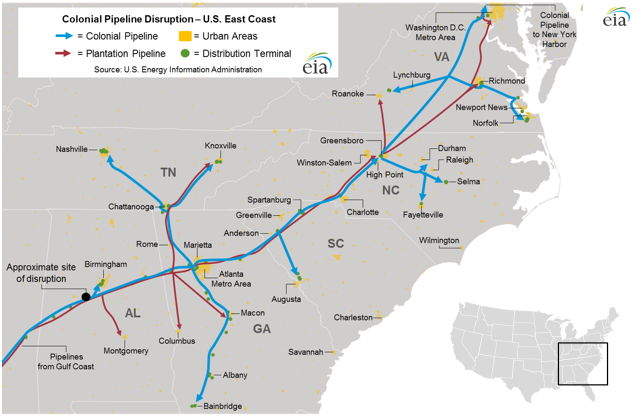 Colonial Pipeline Disruption – U.S. East Coast
= Colonial Pipeline
= Urban Areas
= Plantation Pipeline
= Distribution Terminal
Source: U.S. Energy Information Administration
eia
Washington D.C.
Metro Area
Colonial
Pipeline
to New York
Harbor
eia
VA
Lynchburg
Richmond
Roanoke
Newport News
Norfolk
Greensboro
Nashville
Knoxville
TN
Winston-Salem
High Point
Durham
Raleigh
NC
Selma
Chattanooga
Spartanburg
Greenville
Charlotte
Fayetteville
Rome
Marietta
Anderson
SC
Wilmington
Approximate site
of disruption
Birmingham
Atlanta
Metro Area
Augusta
AL
Macon
GA
Charleston
Pipelines
from Gulf Coast
Montgomery
Columbus
Savannah
Albany
Bainbridge